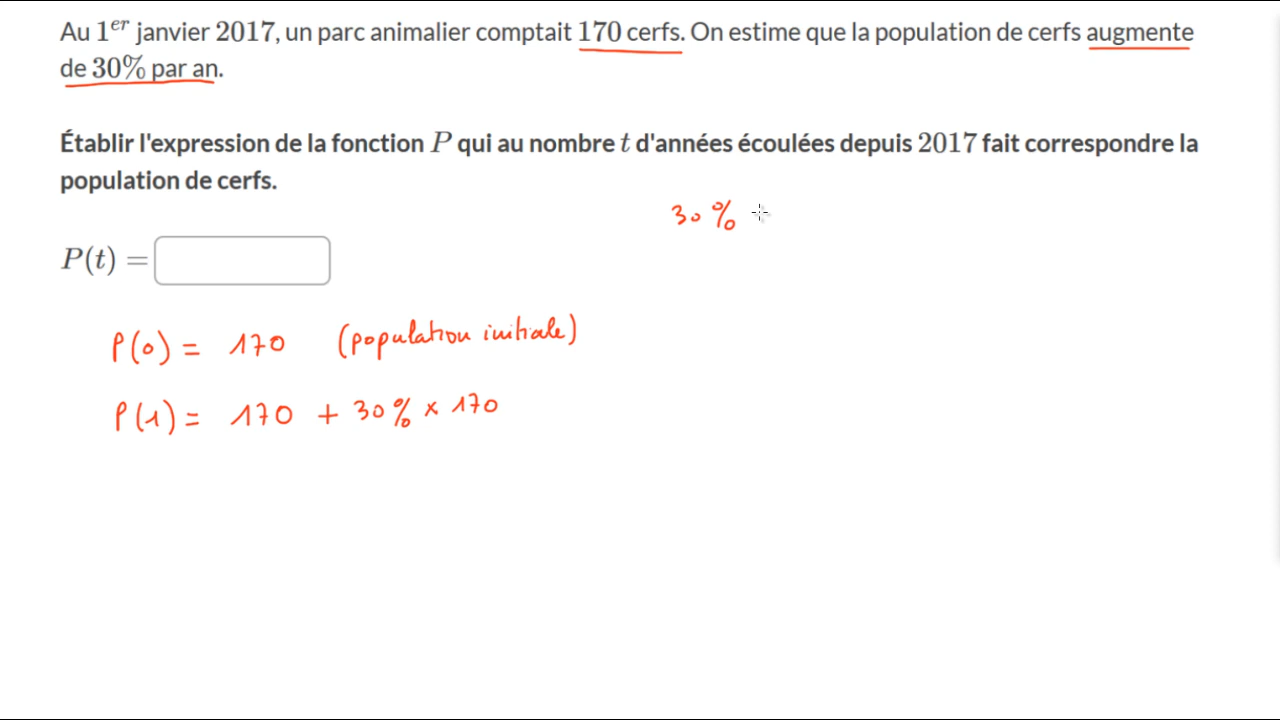 Au 1er janvier 2017, un parc animalier comptait 170 cerfs. On estime que la population de cerfs augmente
de 30% par an.
Établir l'expression de la fonction P qui au nombre t d'années écoulées depuis 2017 fait correspondre la
population de cerfs.
30%
P(t) =
P(0) = 170 (population initiale)
P(1) = 170 + 30% × 170